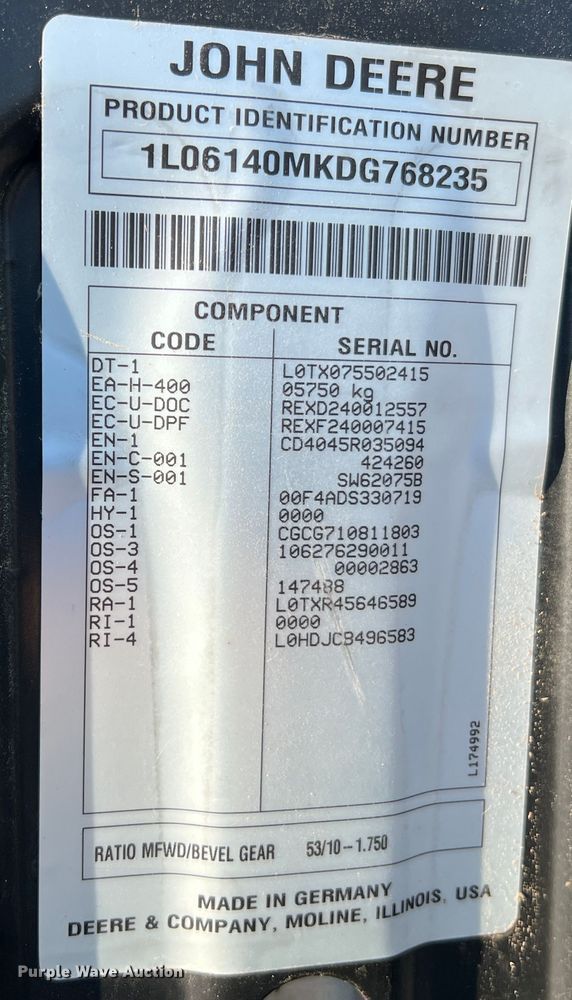 JOHN DEERE
PRODUCT IDENTIFICATION NUMBER
1L06140MKDG768235
COMPONENT
CODE SERIAL NO.
DT-1 L0TX075502415
EA-H-400 05750 kg
EC-U-DOC REXD240012557
EC-U-DPF REXF240007415
EN-1 CD4045R035094
EN-C-001 424260
EN-S-001 SW62075B
FA-1 00F4ADS330719
HY-1 0000
OS-1 CGCG710811803
OS-3 106276290011
OS-4 00002863
OS-5 147488
RA-1 L0TXR45646589
RI-1 0000
RI-4 L0HDJCB496583
L174992
RATIO MFWD/BEVEL GEAR 53/10-1.750
MADE IN GERMANY
DEERE & COMPANY, MOLINE, ILLINOIS, USA
Purple Wave Auction